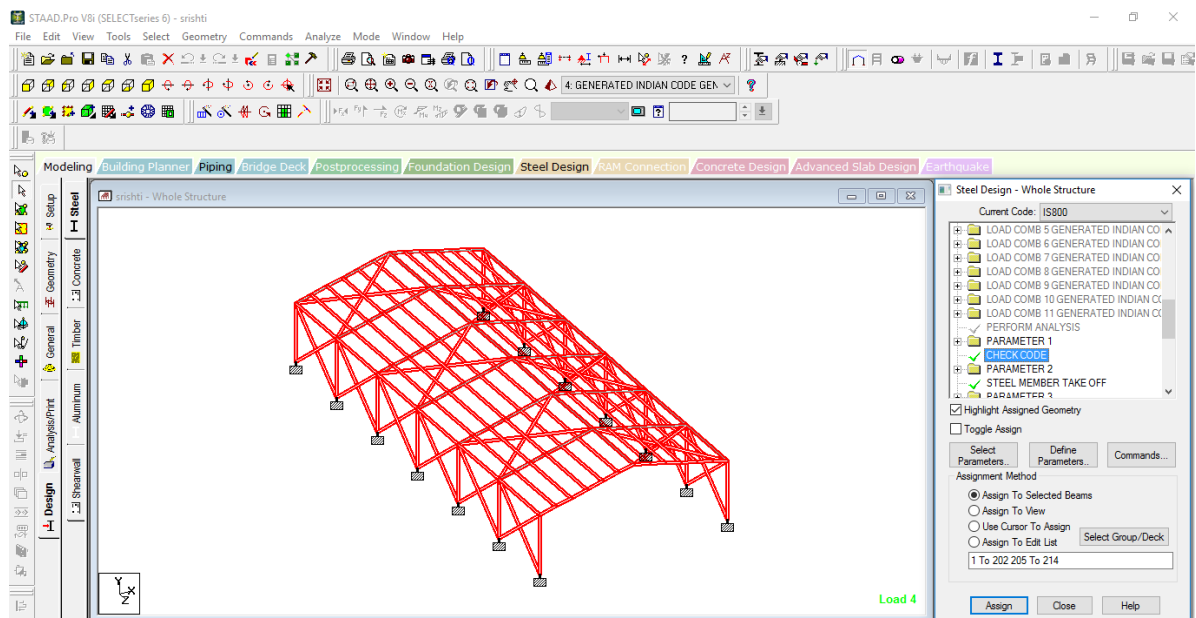 STAAD.Pro V8i (SELECTseries 6) - srishti
File Edit View Tools Select Geometry Commands Analyze Mode Window Help
4: GENERATED INDIAN CODE GEN
Modeling Building Planner Piping Bridge Deck Postprocessing Foundation Design Steel Design RAM Connection Concrete Design Advanced Slab Design Earthquake
Setup
Geometry
General
Analysis/Print
Design
Steel
Concrete
Timber
Aluminum
Shearwall
srishti - Whole Structure
Y
X
Z
Load 4
Steel Design - Whole Structure
Current Code: IS800
LOAD COMB 5 GENERATED INDIAN CO
LOAD COMB 6 GENERATED INDIAN CO
LOAD COMB 7 GENERATED INDIAN CO
LOAD COMB 8 GENERATED INDIAN CO
LOAD COMB 9 GENERATED INDIAN CO
LOAD COMB 10 GENERATED INDIAN CO
LOAD COMB 11 GENERATED INDIAN CO
PERFORM ANALYSIS
PARAMETER 1
CHECK CODE
PARAMETER 2
STEEL MEMBER TAKE OFF
PARAMETER 3
Highlight Assigned Geometry
Toggle Assign
Select Parameters..
Define Parameters..
Commands...
Assignment Method
Assign To Selected Beams
Assign To View
Use Cursor To Assign
Assign To Edit List
Select Group/Deck
1 To 202 205 To 214
Assign Close Help